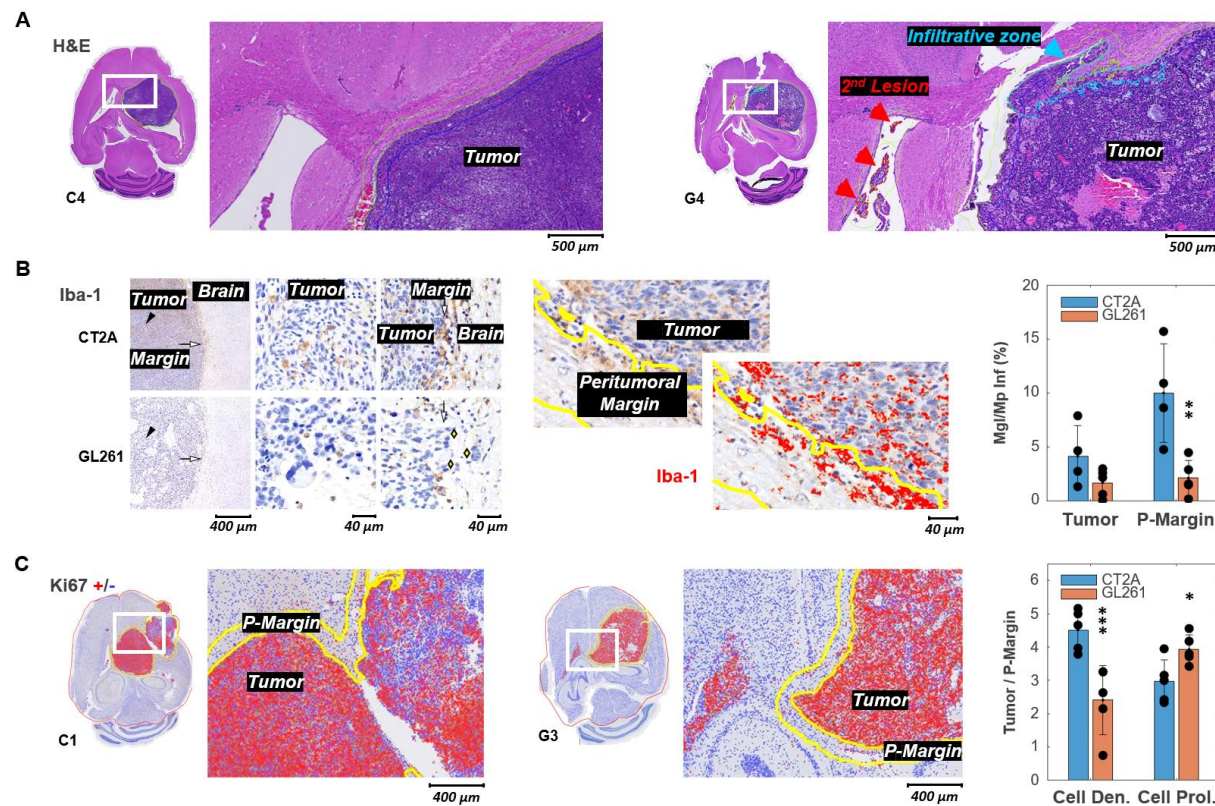 A
H&E
C4
Tumor
500 µm
G4
Infiltrative zone
2nd Lesion
Tumor
500 µm
B
Iba-1
CT2A
GL261
Tumor
Brain
Margin
400 µm
Tumor
40 µm
Margin
Tumor
Brain
40 µm
Tumor
Peritumoral
Margin
Iba-1
40 µm
Mgl/Mp Inf (%)
20
15
10
5
0
CT2A
GL261
**
Tumor
P-Margin
C
Ki67 +/-
C1
P-Margin
Tumor
400 µm
G3
Tumor
P-Margin
400 µm
Tumor / P-Margin
6
5
4
3
2
1
0
CT2A
GL261
***
*
Cell Den.
Cell Prol.